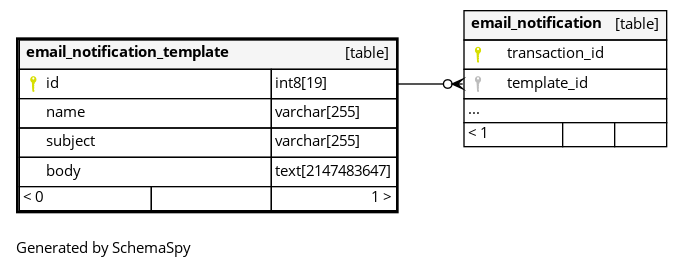 email_notification_template [table]
id int8[19]
name varchar[255]
subject varchar[255]
body text[2147483647]
< 0 1 >
email_notification [table]
transaction_id
template_id
...
< 1
Generated by SchemaSpy